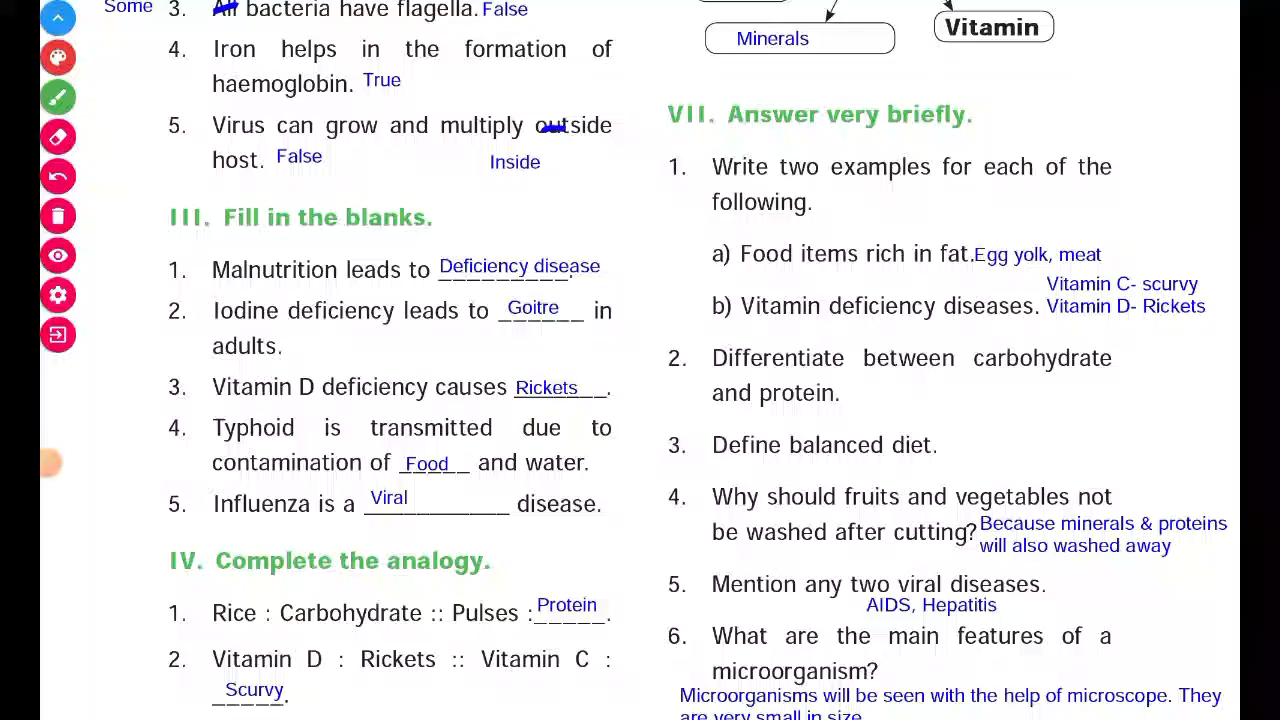 Some
3. All bacteria have flagella. False
4. Iron helps in the formation of
haemoglobin. True
5. Virus can grow and multiply outside
host. False Inside
III. Fill in the blanks.
1. Malnutrition leads to Deficiency disease.
2. Iodine deficiency leads to Goitre in
adults.
3. Vitamin D deficiency causes Rickets.
4. Typhoid is transmitted due to
contamination of Food and water.
5. Influenza is a Viral disease.
IV. Complete the analogy.
1. Rice : Carbohydrate :: Pulses : Protein.
2. Vitamin D : Rickets :: Vitamin C :
Scurvy.
Minerals
Vitamin
VII. Answer very briefly.
1. Write two examples for each of the
following.
a) Food items rich in fat. Egg yolk, meat
Vitamin C- scurvy
b) Vitamin deficiency diseases. Vitamin D- Rickets
2. Differentiate between carbohydrate
and protein.
3. Define balanced diet.
4. Why should fruits and vegetables not
be washed after cutting? Because minerals & proteins
will also washed away
5. Mention any two viral diseases.
AIDS, Hepatitis
6. What are the main features of a
microorganism?
Microorganisms will be seen with the help of microscope. They
are very small in size